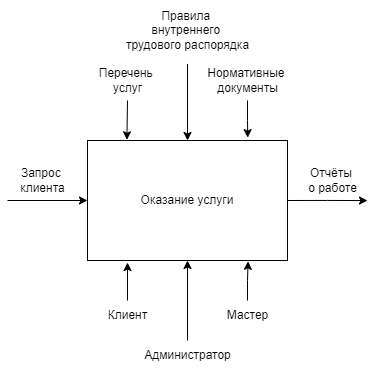 Правила
внутреннего
трудового распорядка
Перечень
услуг
Нормативные
документы
Запрос
клиента
Оказание услуги
Отчёты
о работе
Клиент
Мастер
Администратор